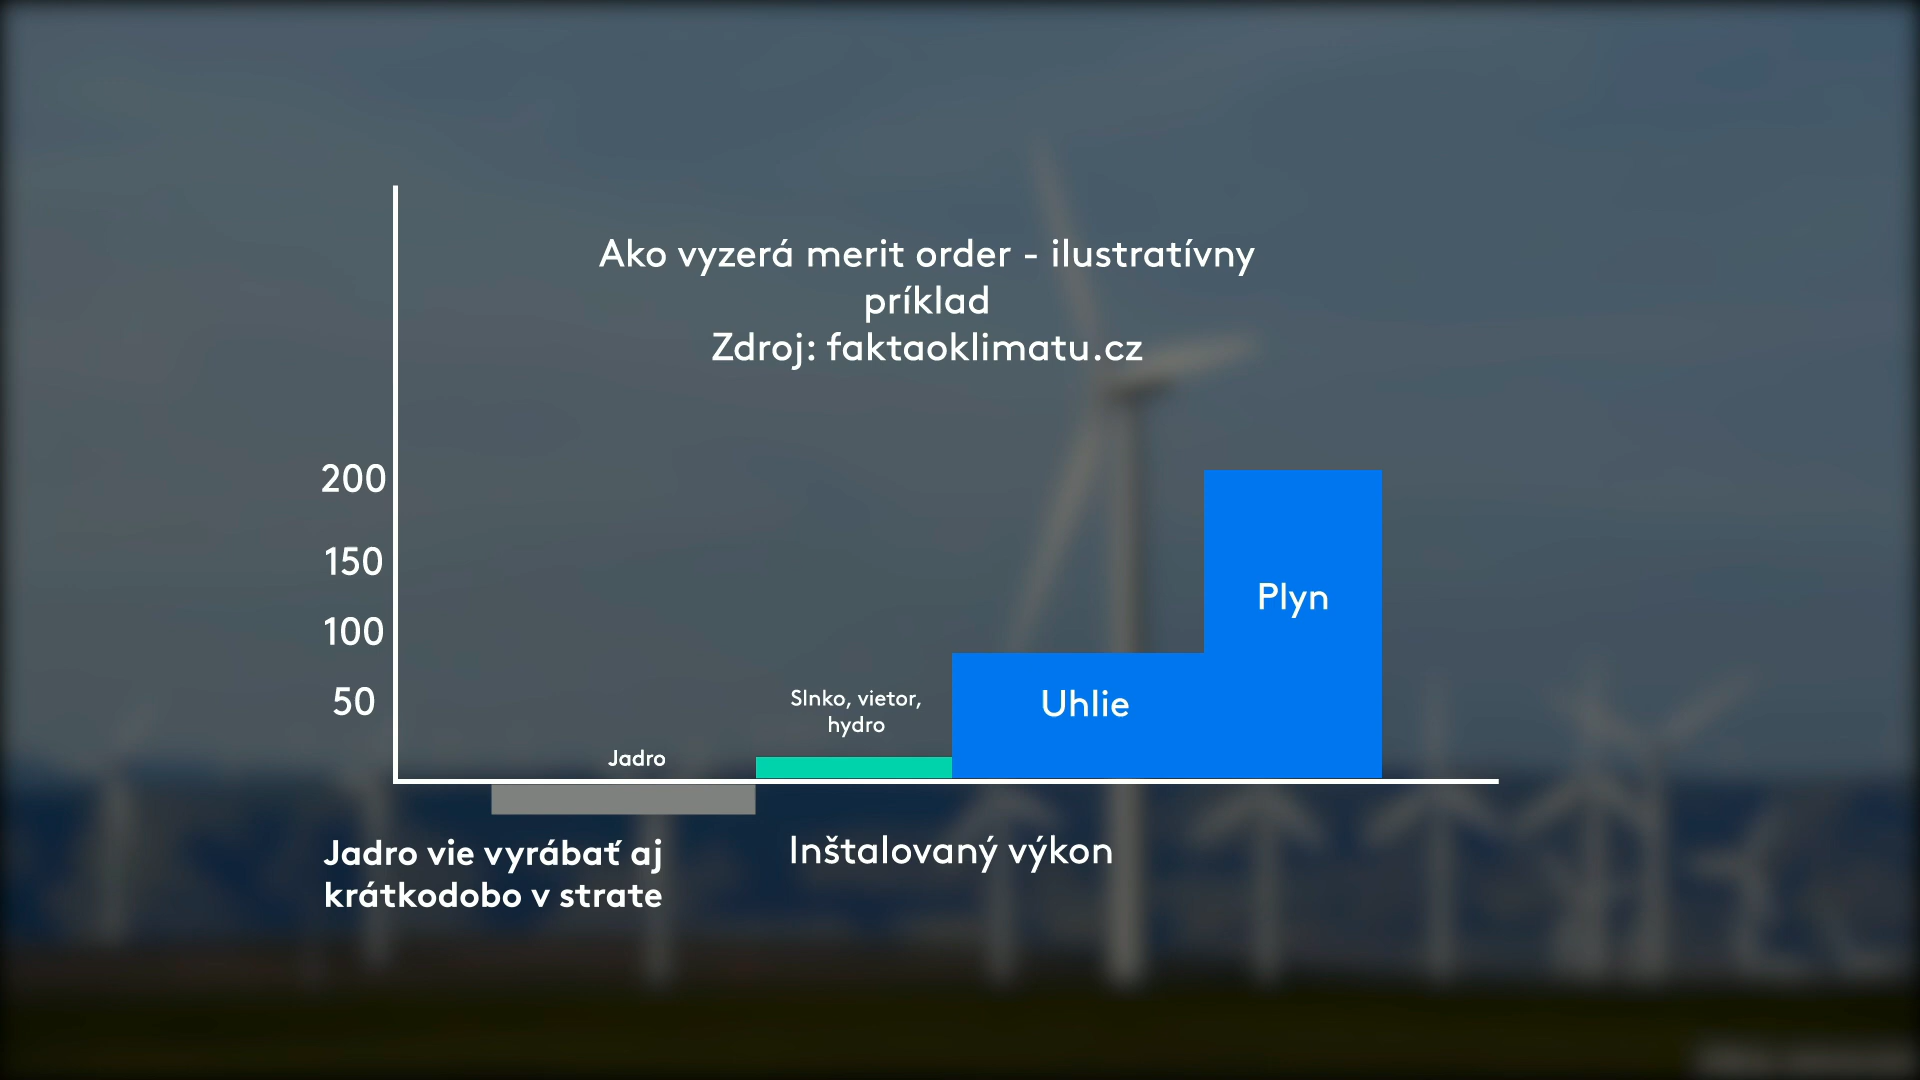 Ako vyzerá merit order - ilustratívny
príklad
Zdroj: faktaoklimatu.cz
200
150
100
50
Plyn
Uhlie
Slnko, vietor,
hydro
Jadro
Jadro vie vyrábať aj
krátkodobo v strate
Inštalovaný výkon